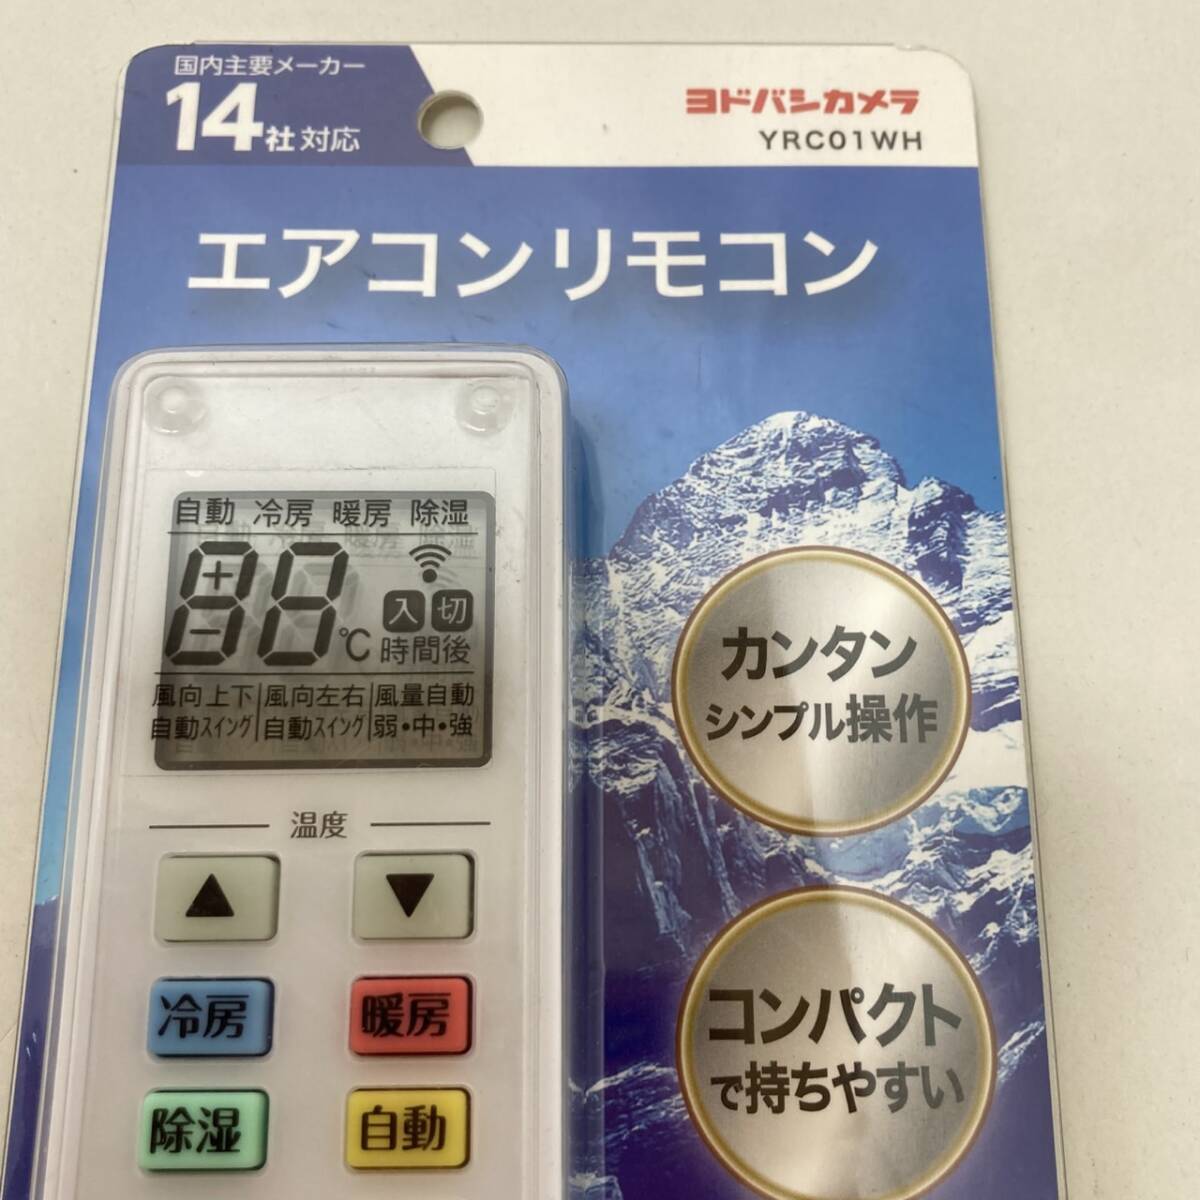 国内主要メーカー
14社対応
ヨドバシカメラ
YRC01WH
エアコンリモコン
自動 冷房 暖房 除湿
88℃
入 切
時間後
風向上下 風向左右 風量自動
自動スイング 自動スイング 弱・中・強
温度
▲ ▼
冷房 暖房
除湿 自動
カンタン
シンプル操作
コンパクト
で持ちやすい